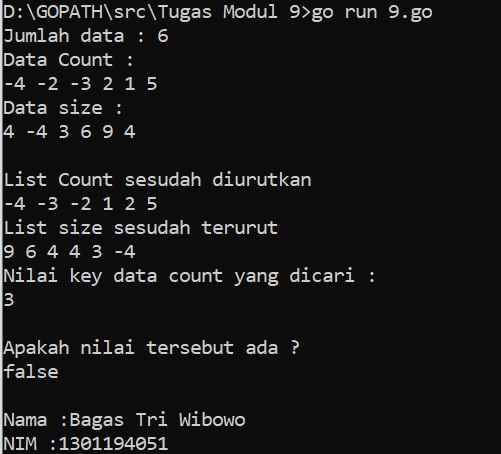 D:\GOPATH\src\Tugas Modul 9>go run 9.go
Jumlah data : 6
Data Count :
-4 -2 -3 2 1 5
Data size :
4 -4 3 6 9 4
List Count sesudah diurutkan
-4 -3 -2 1 2 5
List size sesudah terurut
9 6 4 4 3 -4
Nilai key data count yang dicari :
3
Apakah nilai tersebut ada ?
false
Nama :Bagas Tri Wibowo
NIM :1301194051